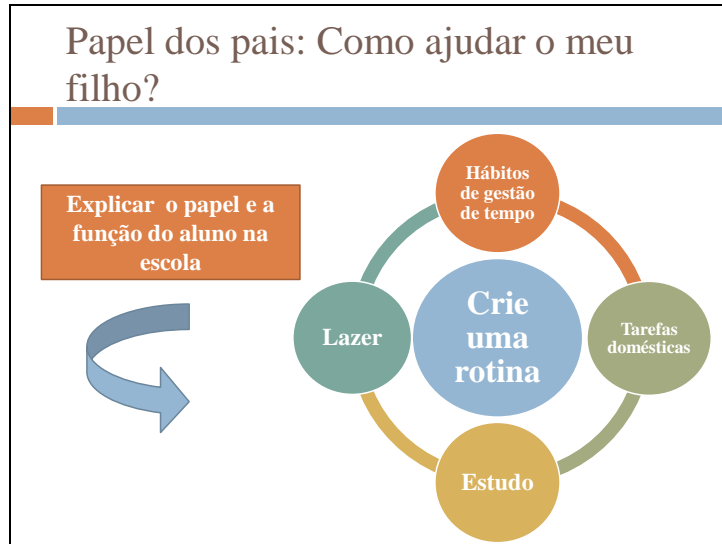 Papel dos pais: Como ajudar o meu
filho?
Explicar o papel e a
função do aluno na
escola
Hábitos
de gestão
de tempo
Lazer
Crie
uma
rotina
Tarefas
domésticas
Estudo